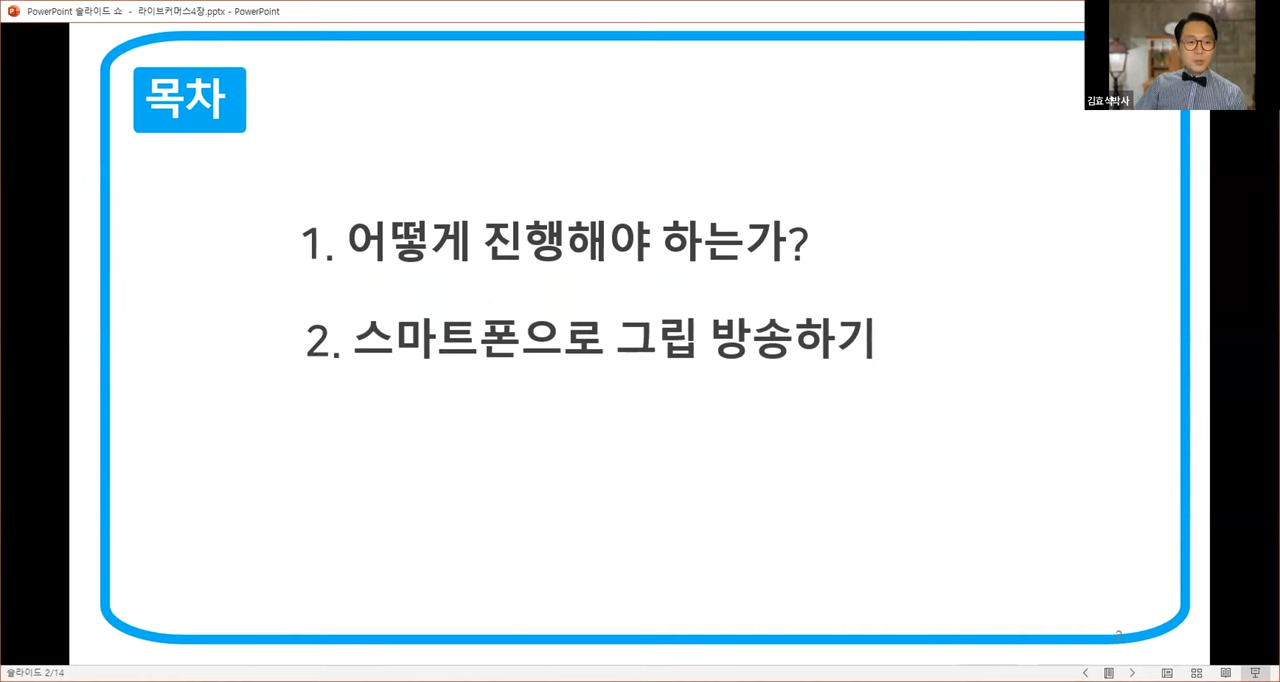 PowerPoint 슬라이드 쇼 - 라이브커머스4장.pptx - PowerPoint
김효석박사
목차
1. 어떻게 진행해야 하는가?
2. 스마트폰으로 그립 방송하기
2
슬라이드 2/14